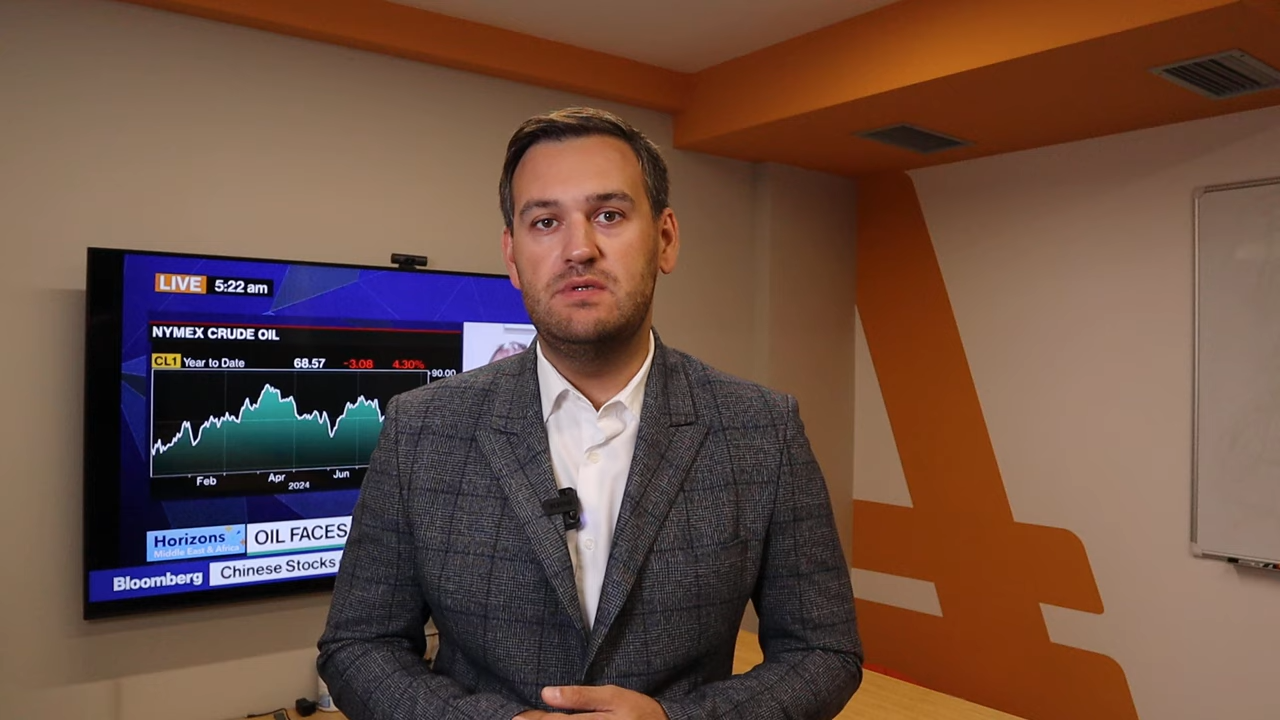 LIVE 5:22 am
NYMEX CRUDE OIL
CL1 Year to Date 68.57 -3.08 4.30%
90.00
Feb Apr Jun
2024
Horizons
Middle East & Africa
OIL FACES
Bloomberg Chinese Stocks